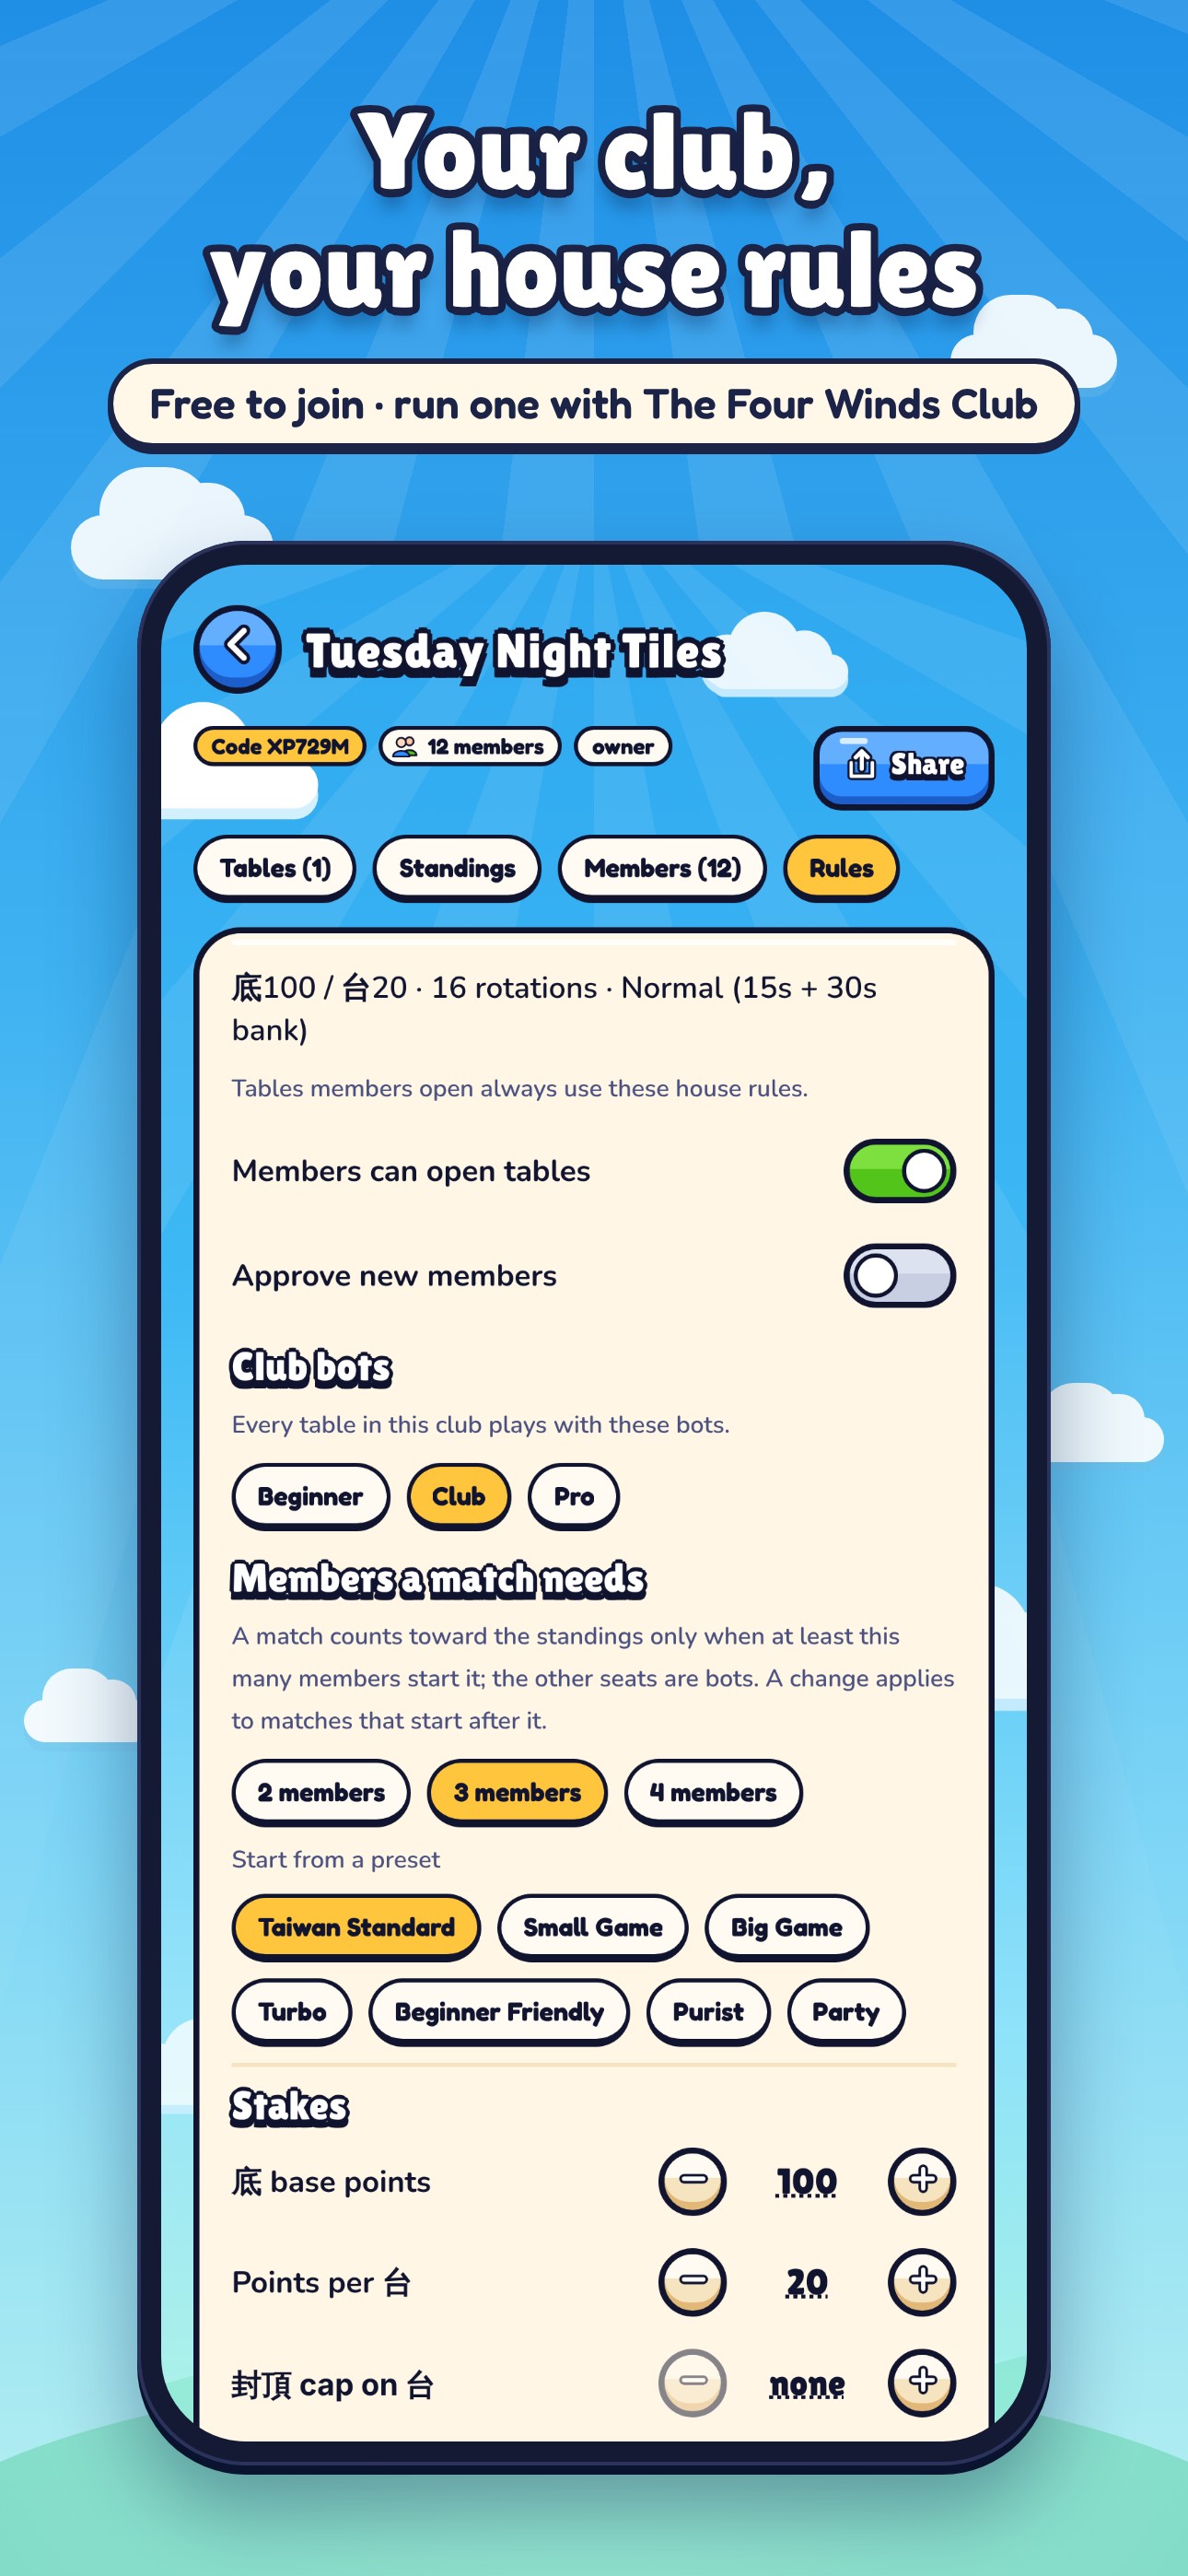 Your club,
your house rules
Free to join · run one with The Four Winds Club
Tuesday Night Tiles
Code XP729M
12 members
owner
Share
Tables (1)
Standings
Members (12)
Rules
底100 / 台20 · 16 rotations · Normal (15s + 30s
bank)
Tables members open always use these house rules.
Members can open tables
Approve new members
Club bots
Every table in this club plays with these bots.
Beginner
Club
Pro
Members a match needs
A match counts toward the standings only when at least this
many members start it; the other seats are bots. A change applies
to matches that start after it.
2 members
3 members
4 members
Start from a preset
Taiwan Standard
Small Game
Big Game
Turbo
Beginner Friendly
Purist
Party
Stakes
底 base points
100
Points per 台
20
封頂 cap on 台
none